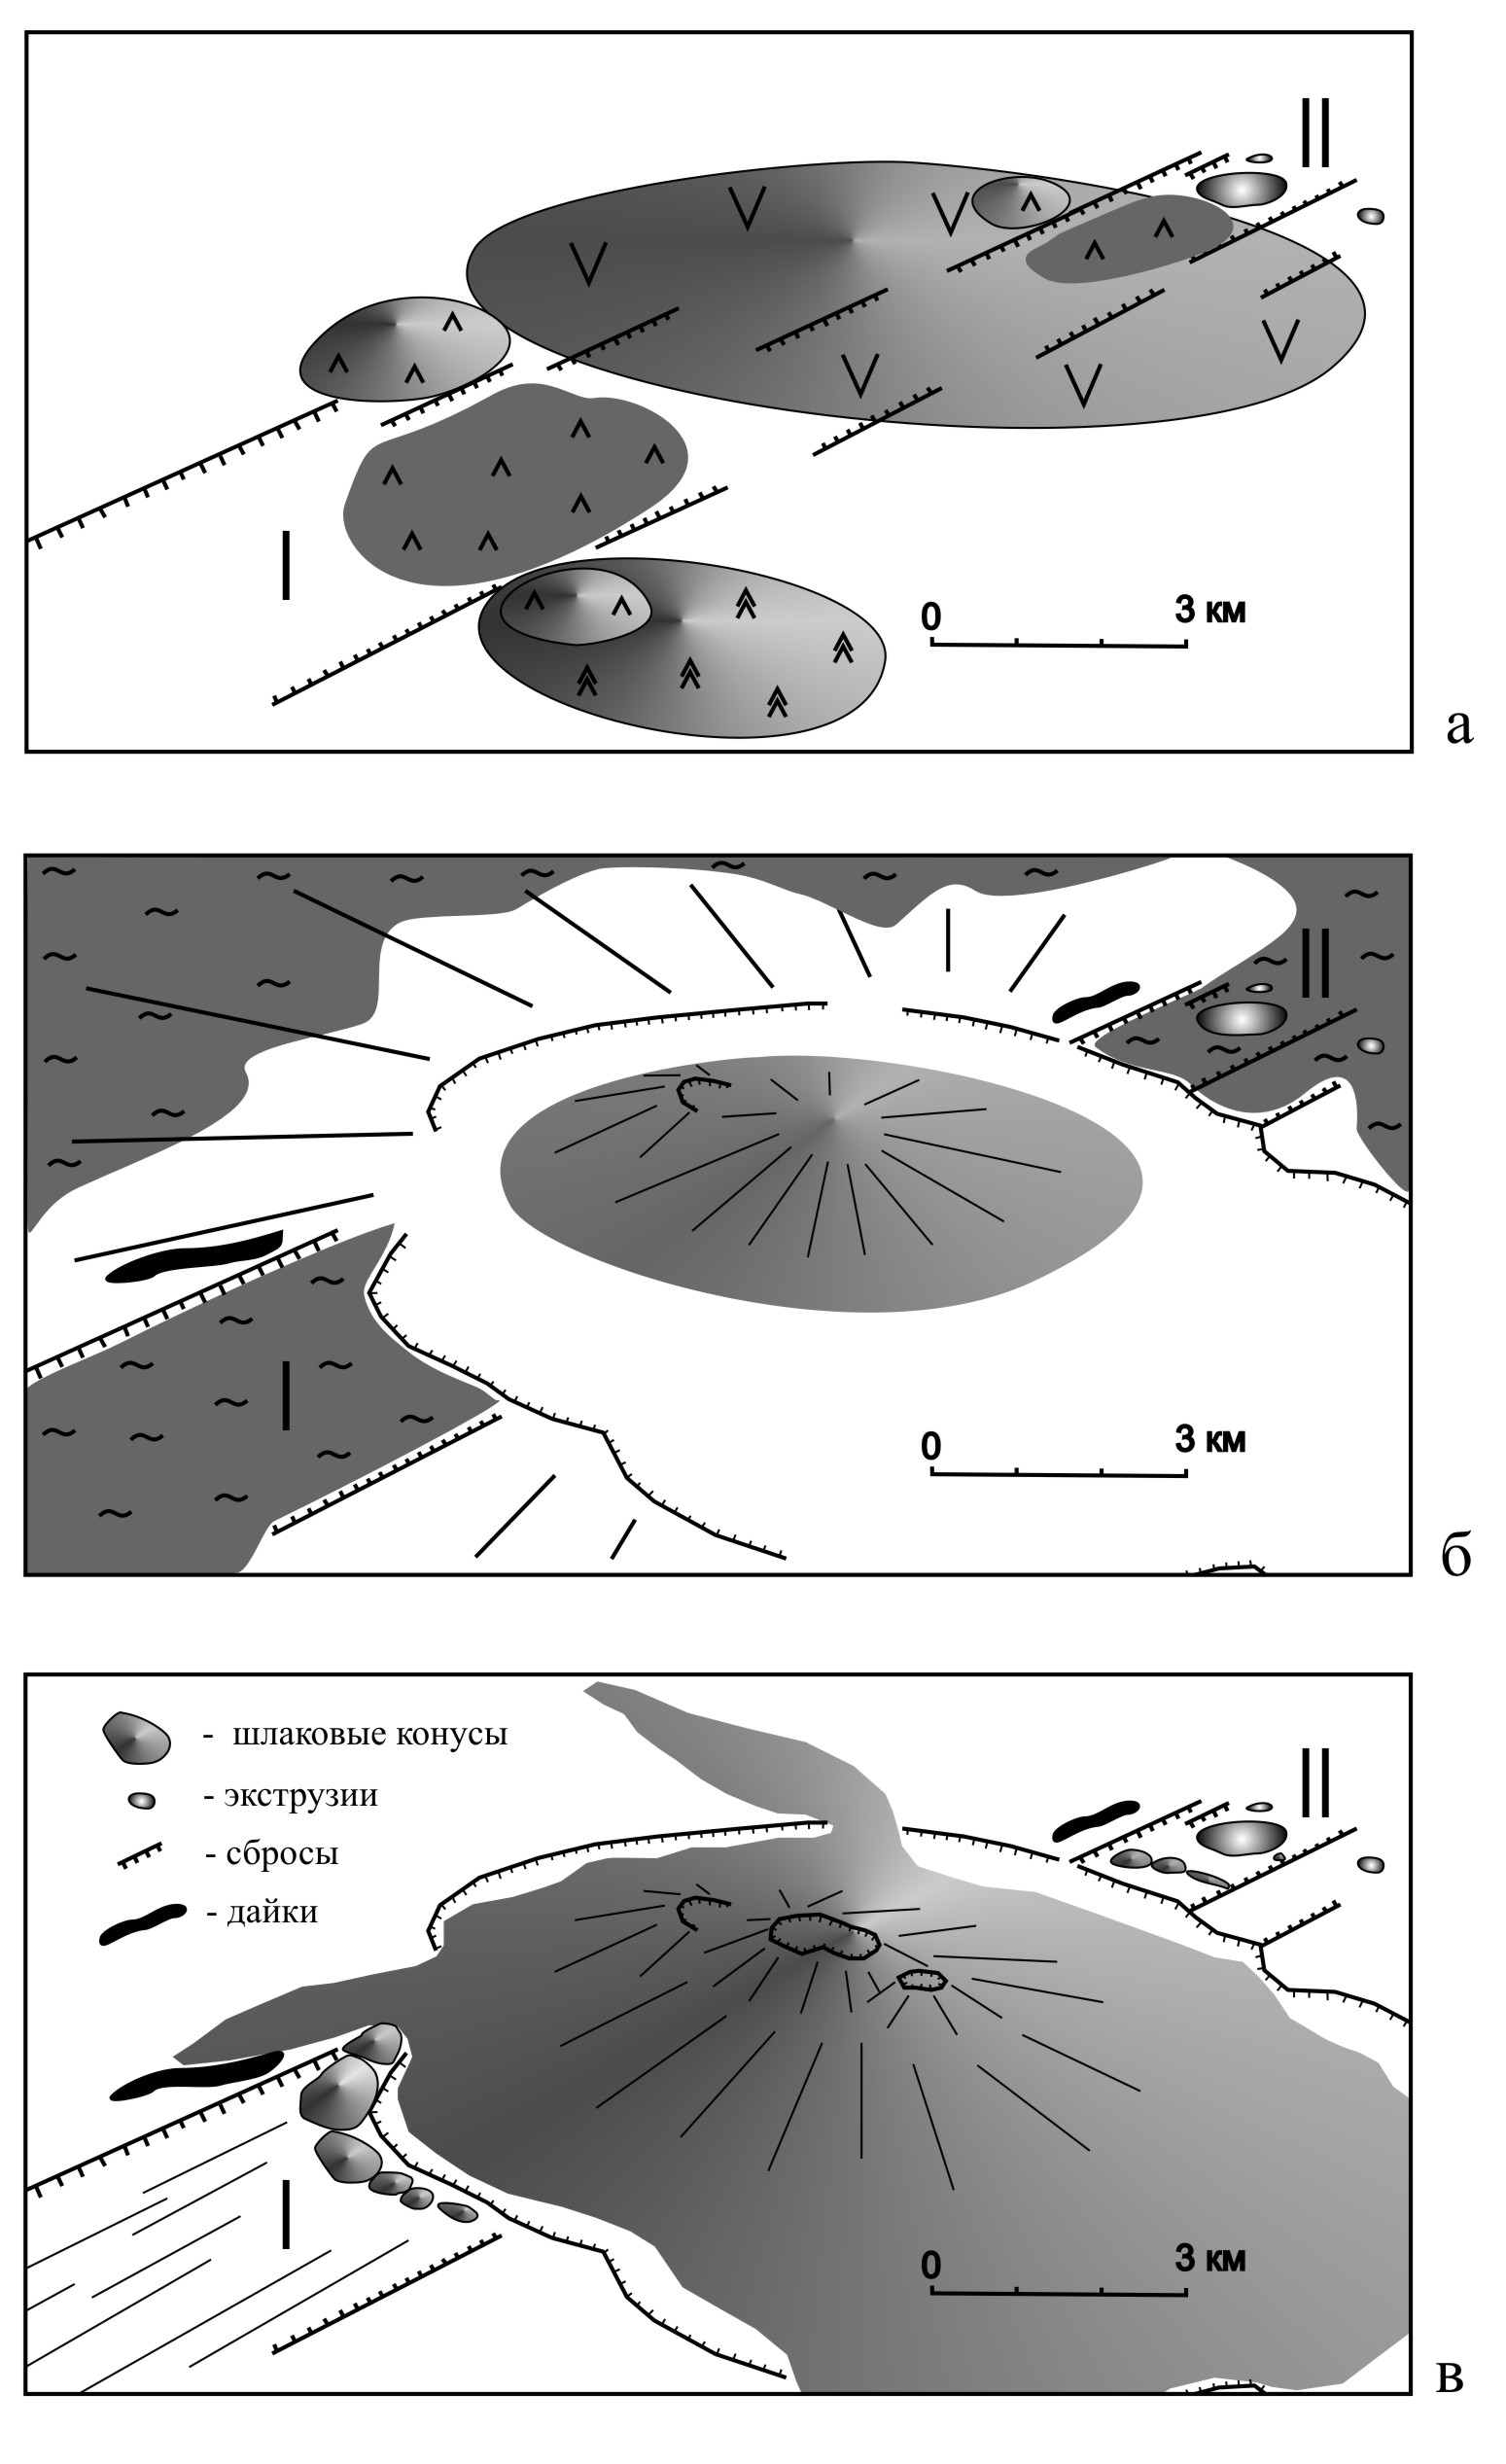 II
I
0 3 км
а
II
I
0 3 км
б
- шлаковые конусы
- экструзии
- сбросы
- дайки
II
I
0 3 км
в